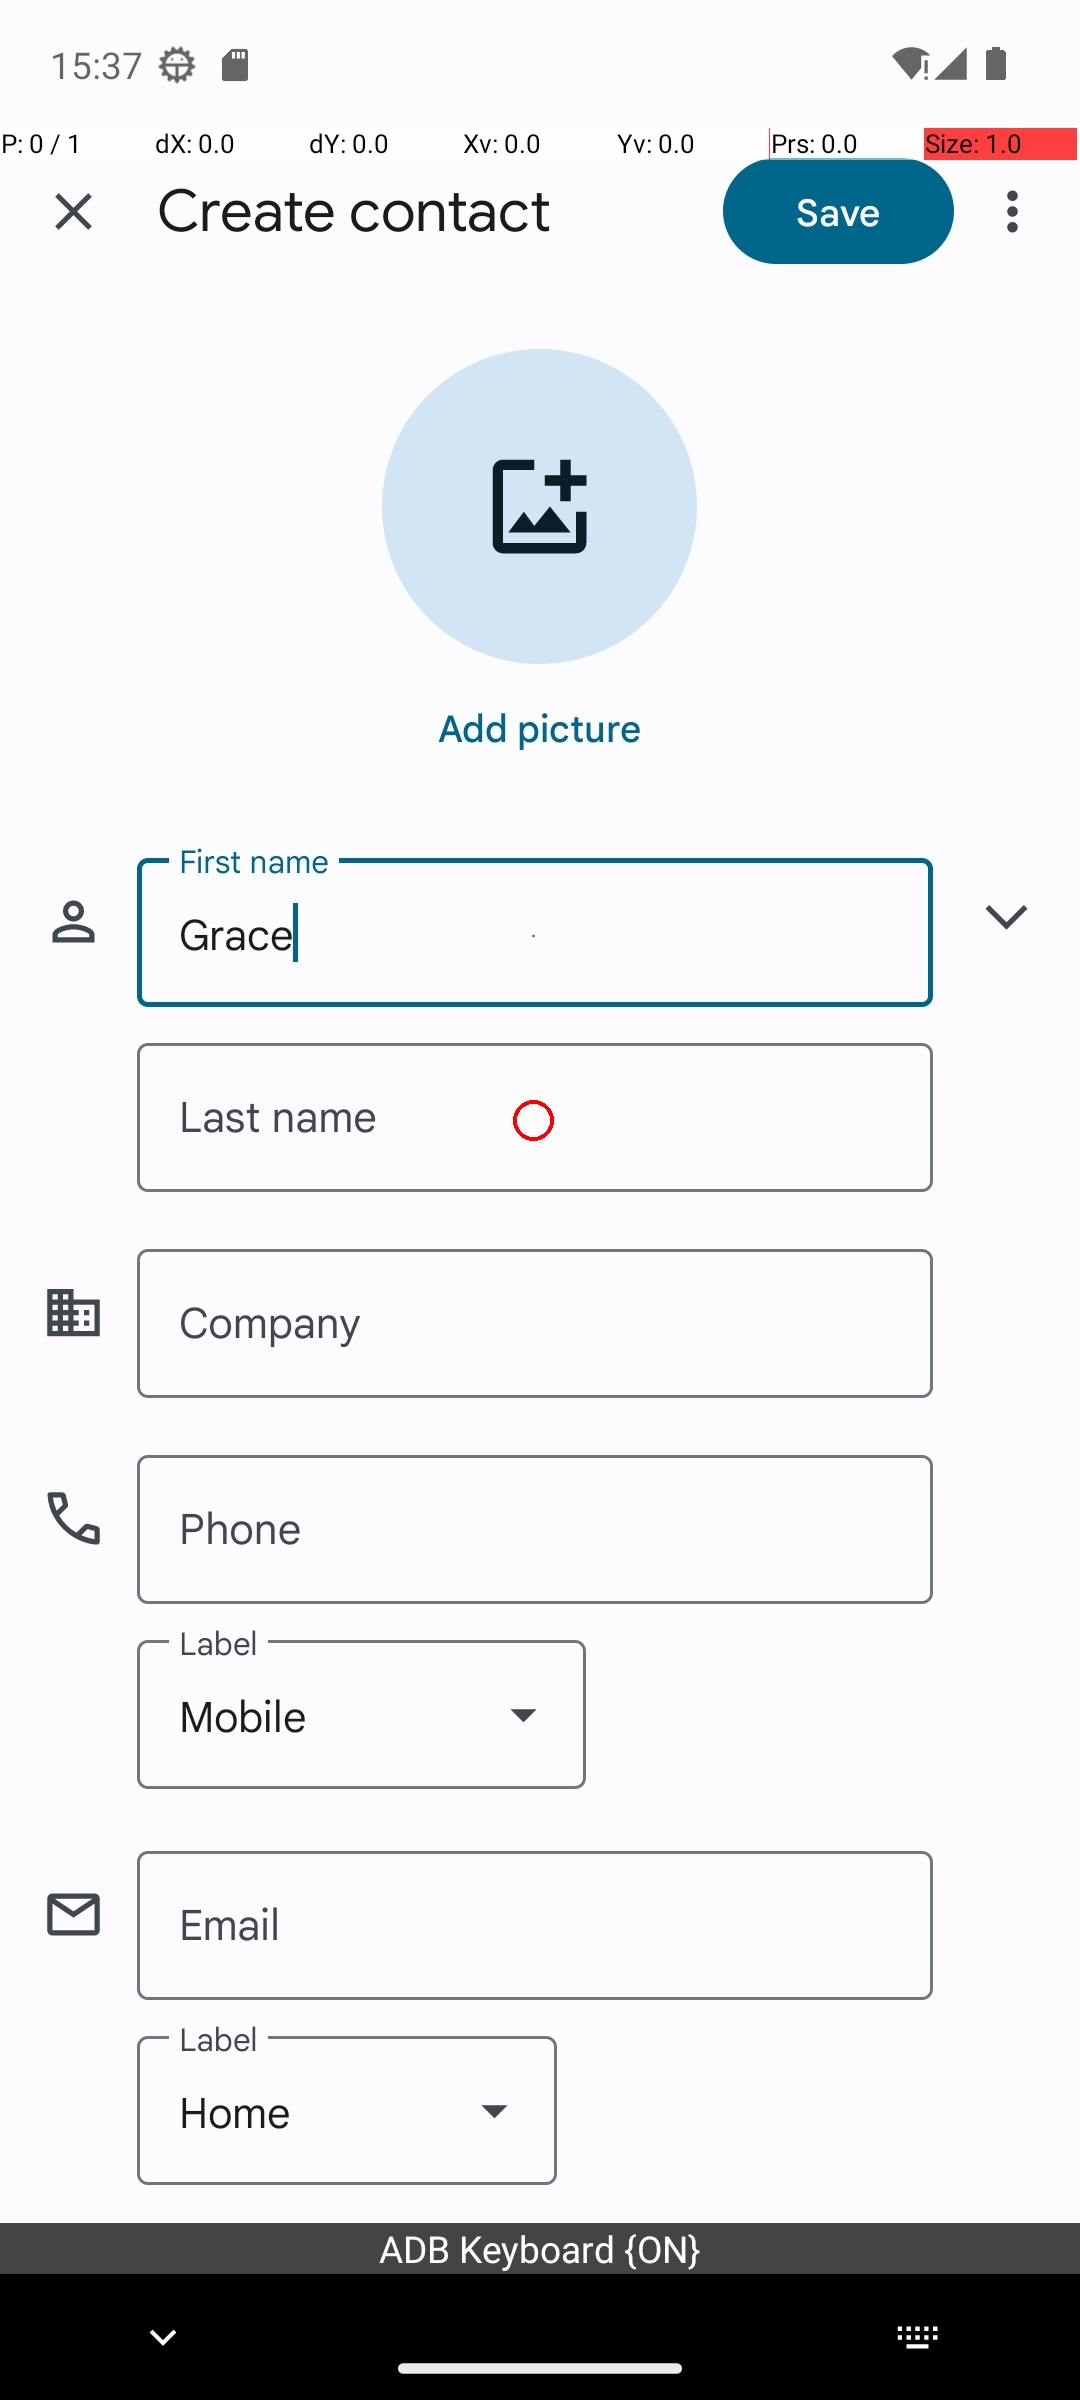 15:37
P: 0 / 1 dX: 0.0 dY: 0.0 Xv: 0.0 Yv: 0.0 Prs: 0.0 Size: 1.0
Create contact Save
Add picture
First name
Grace
Last name
Company
Phone
Label
Mobile
Email
Label
Home
ADB Keyboard {ON}